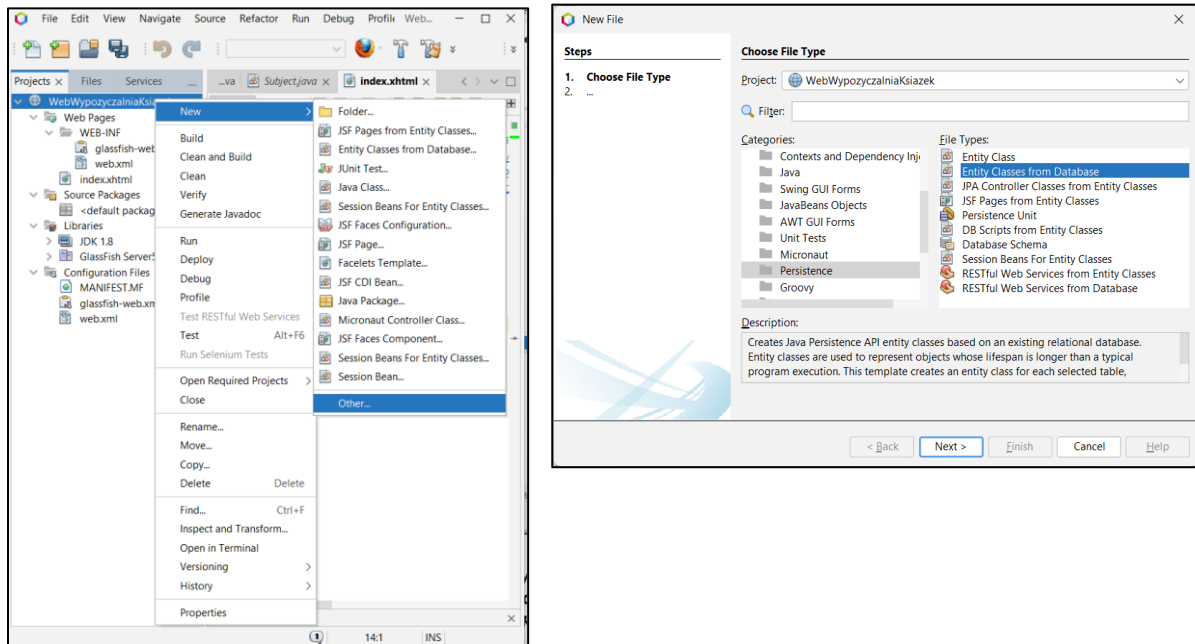 File Edit View Navigate Source Refactor Run Debug Profile Web...
Projects Files Services ...va Subject.java index.xhtml
WebWypozyczalniaKsia
Web Pages
WEB-INF
glassfish-web
web.xml
index.xhtml
Source Packages
<default packag
Libraries
JDK 1.8
GlassFish Server
Configuration Files
MANIFEST.MF
glassfish-web.xm
web.xml
New
Build
Clean and Build
Clean
Verify
Generate Javadoc
Run
Deploy
Debug
Profile
Test RESTful Web Services
Test Alt+F6
Run Selenium Tests
Open Required Projects
Close
Rename...
Move...
Copy...
Delete Delete
Find... Ctrl+F
Inspect and Transform...
Open in Terminal
Versioning
History
Properties
Folder...
JSF Pages from Entity Classes...
Entity Classes from Database...
JUnit Test...
Java Class...
Session Beans For Entity Classes...
JSF Faces Configuration...
JSF Page...
Facelets Template...
JSF CDI Bean...
Java Package...
Micronaut Controller Class...
JSF Faces Component...
Session Beans For Entity Classes...
Session Bean...
Other...
1 14:1 INS
New File
Steps
1. Choose File Type
2. ...
Choose File Type
Project: WebWypozyczalniaKsiazek
Filter:
Categories:
Contexts and Dependency Inj
Java
Swing GUI Forms
JavaBeans Objects
AWT GUI Forms
Unit Tests
Micronaut
Persistence
Groovy
File Types:
Entity Class
Entity Classes from Database
JPA Controller Classes from Entity Classes
JSF Pages from Entity Classes
Persistence Unit
DB Scripts from Entity Classes
Database Schema
Session Beans For Entity Classes
RESTful Web Services from Entity Classes
RESTful Web Services from Database
Description:
Creates Java Persistence API entity classes based on an existing relational database.
Entity classes are used to represent objects whose lifespan is longer than a typical
program execution. This template creates an entity class for each selected table,
< Back Next > Finish Cancel Help